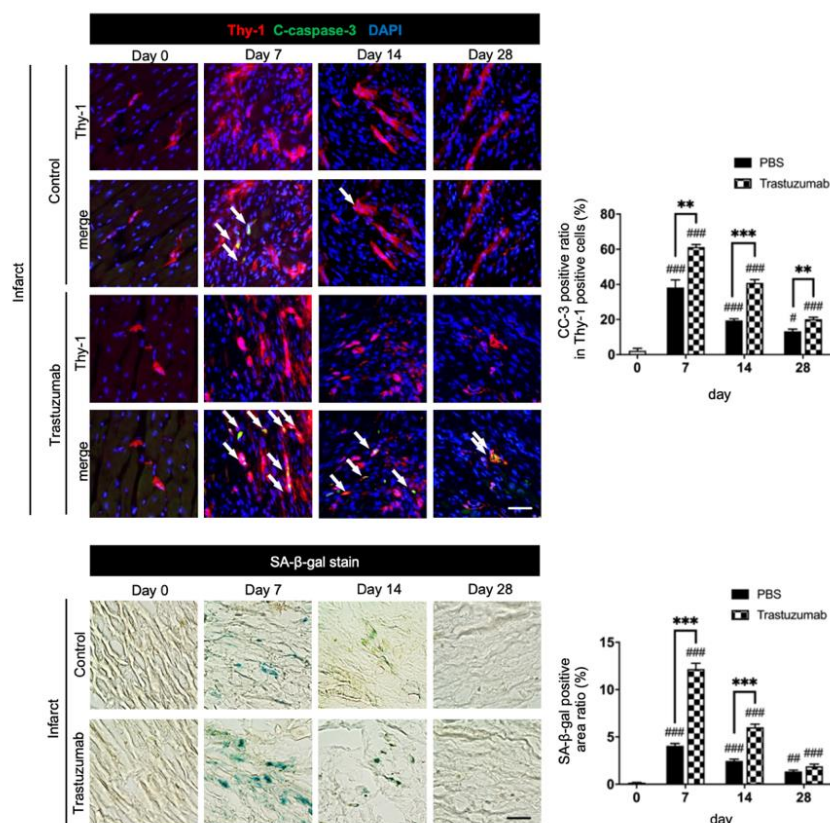 Thy-1 C-caspase-3 DAPI
Day 0 Day 7 Day 14 Day 28
Infarct
Control
Thy-1
merge
Trastuzumab
Thy-1
merge
PBS
Trastuzumab
CC-3 positive ratio
in Thy-1 positive cells (%)
80
60
40
20
0
** *** **
### ### ### ### # ###
0 7 14 28
day
SA-β-gal stain
Day 0 Day 7 Day 14 Day 28
Infarct
Control
Trastuzumab
PBS
Trastuzumab
SA-β-gal positive
area ratio (%)
15
10
5
0
*** ***
### ### ### ### ## ###
0 7 14 28
day